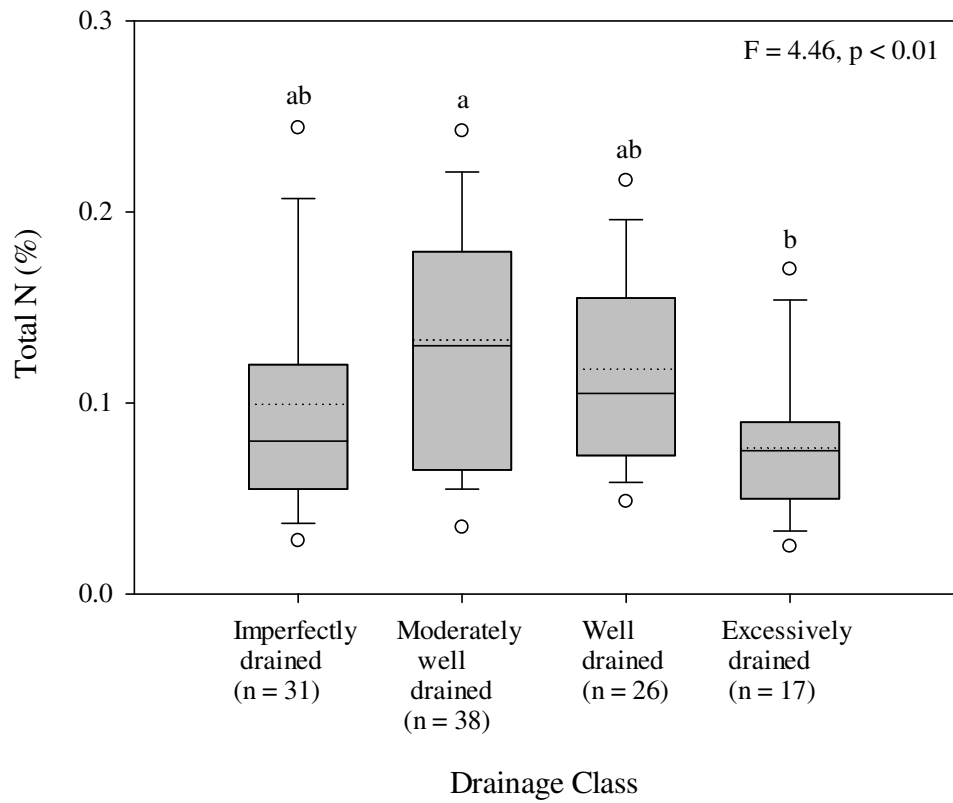 0.3
F = 4.46, p < 0.01
ab
a
ab
b
0.2
Total N (%)
0.1
0.0
Imperfectly
drained
(n = 31)
Moderately
well
drained
(n = 38)
Well
drained
(n = 26)
Excessively
drained
(n = 17)
Drainage Class